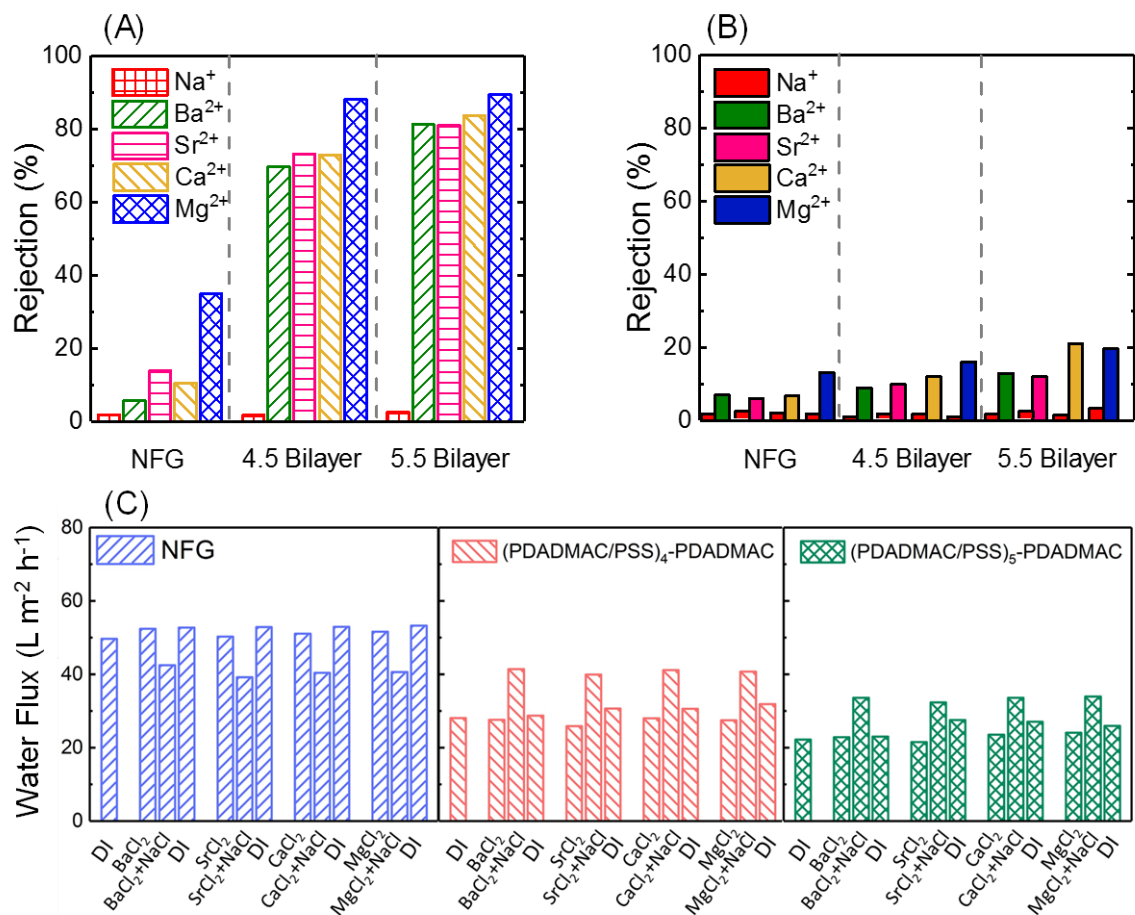 (A)
Rejection (%)
100
80
60
40
20
0
Na⁺
Ba²⁺
Sr²⁺
Ca²⁺
Mg²⁺
NFG 4.5 Bilayer 5.5 Bilayer
(B)
Rejection (%)
100
80
60
40
20
0
Na⁺
Ba²⁺
Sr²⁺
Ca²⁺
Mg²⁺
NFG 4.5 Bilayer 5.5 Bilayer
(C)
Water Flux (L m⁻² h⁻¹)
80
60
40
20
0
NFG
(PDADMAC/PSS)₄-PDADMAC
(PDADMAC/PSS)₅-PDADMAC
DI
BaCl₂
BaCl₂+NaCl
DI
SrCl₂
SrCl₂+NaCl
DI
CaCl₂
CaCl₂+NaCl
DI
MgCl₂
MgCl₂+NaCl
DI
DI
BaCl₂
BaCl₂+NaCl
DI
SrCl₂
SrCl₂+NaCl
DI
CaCl₂
CaCl₂+NaCl
DI
MgCl₂
MgCl₂+NaCl
DI
DI
BaCl₂
BaCl₂+NaCl
DI
SrCl₂
SrCl₂+NaCl
DI
CaCl₂
CaCl₂+NaCl
DI
MgCl₂
MgCl₂+NaCl
DI